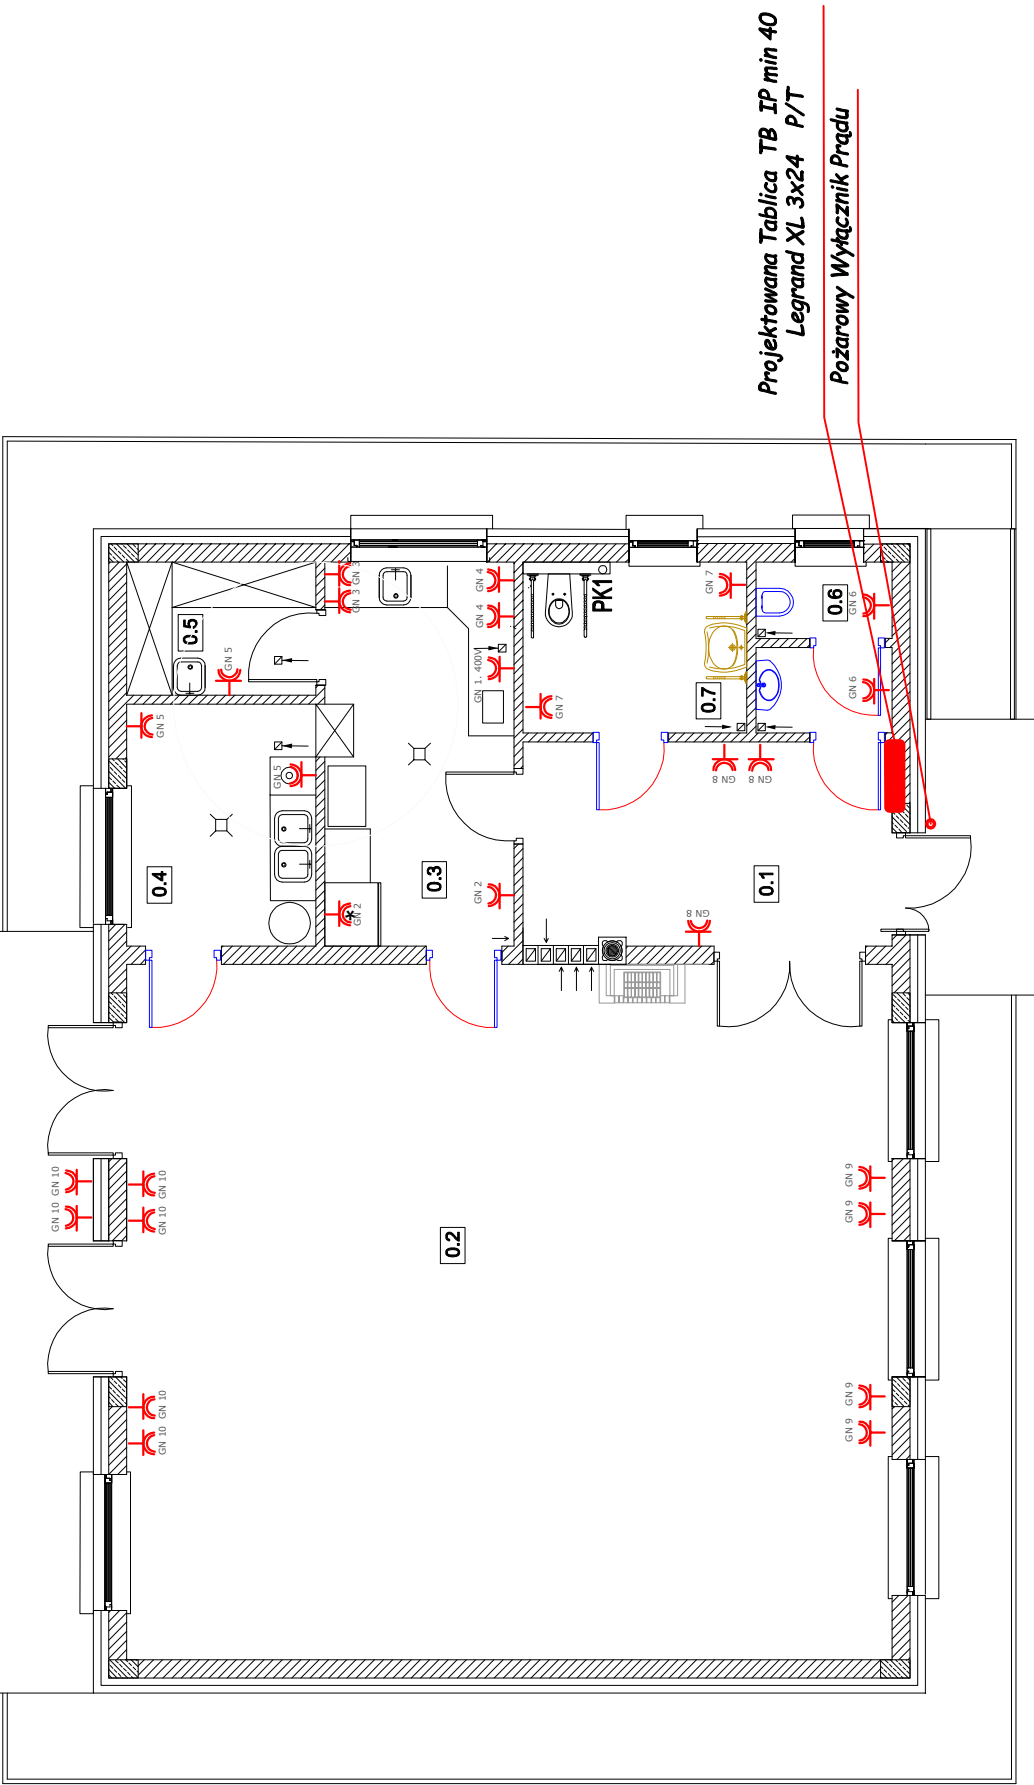 Projektowana Tablica TB IP min 40
Legrand XL 3x24 P/T
Pożarowy Wyłącznik Prądu
GN 3
GN 3
GN 4
GN 4
GN 1. 400V
GN 7
GN 7
PK1
0.5
0.6
0.7
GN 6
GN 6
GN 5
GN 5
GN 5
GN 8
GN 8
GN 8
0.4
0.3
0.1
GN 2
GN 2
GN 10
GN 10
GN 10
GN 10
GN 9
GN 9
0.2
GN 10
GN 10
GN 9
GN 9